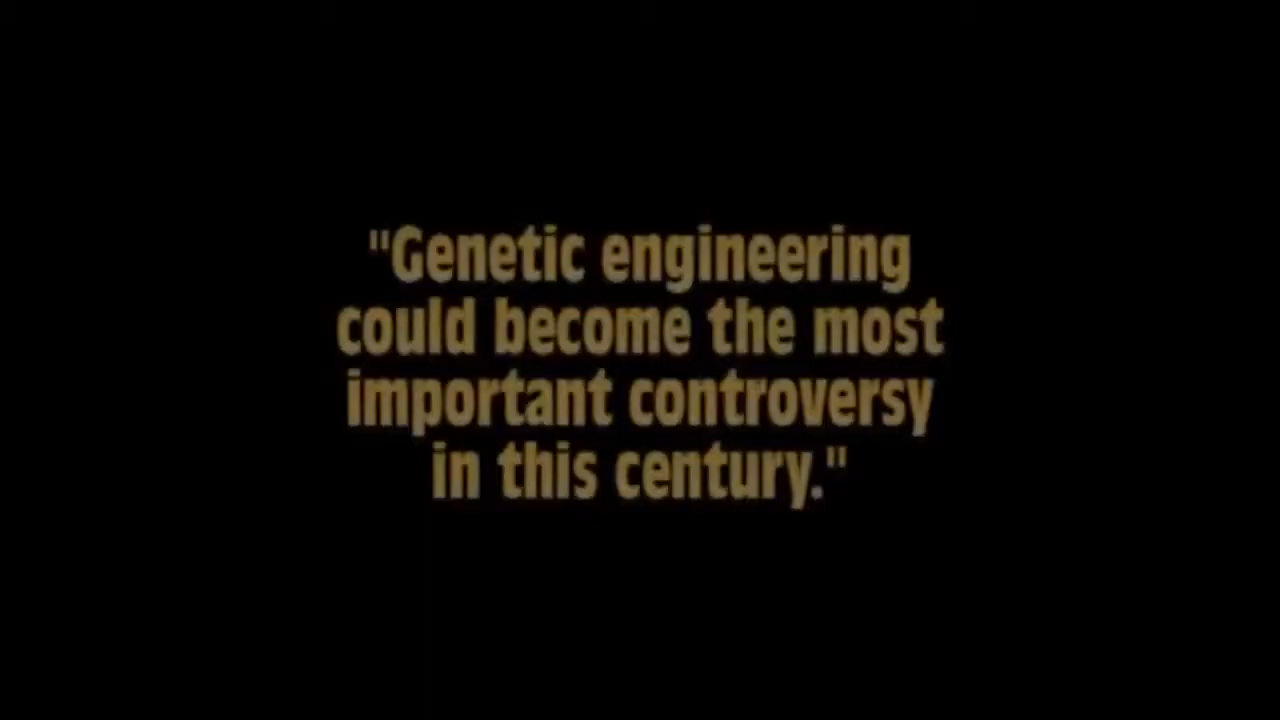 "Genetic engineering
could become the most
important controversy
in this century."